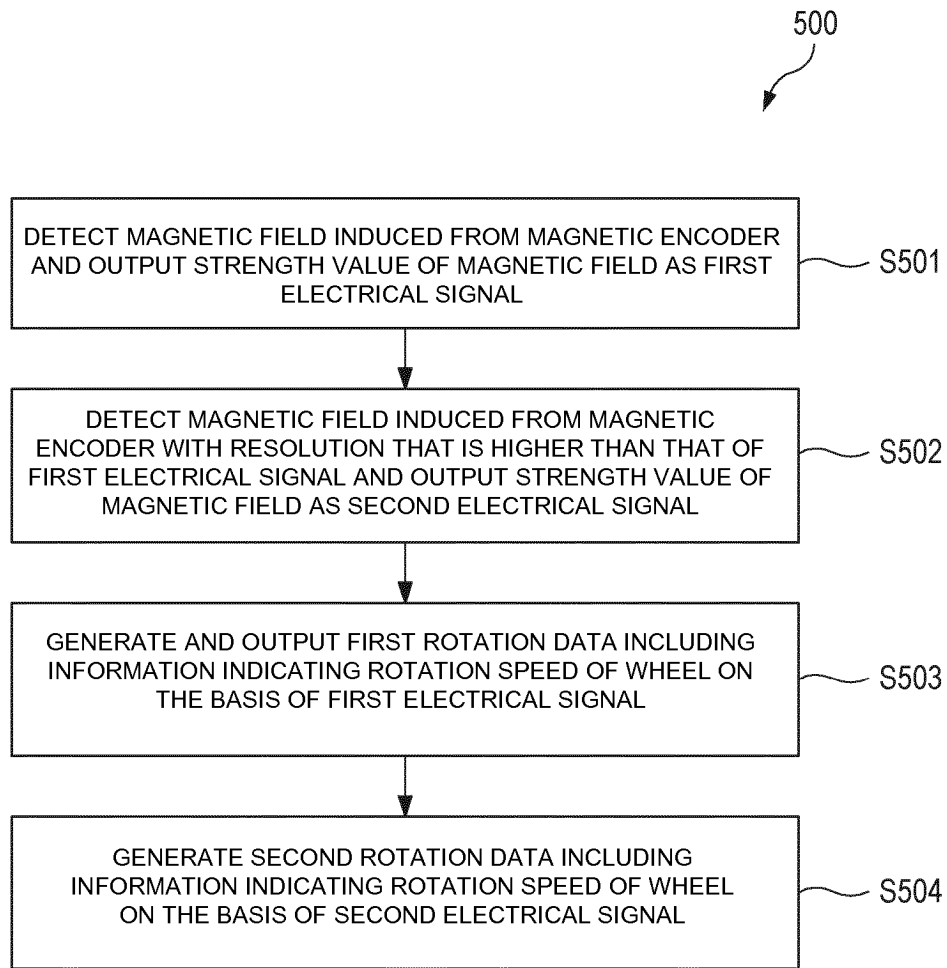 500
DETECT MAGNETIC FIELD INDUCED FROM MAGNETIC ENCODER
AND OUTPUT STRENGTH VALUE OF MAGNETIC FIELD AS FIRST
ELECTRICAL SIGNAL
S501
DETECT MAGNETIC FIELD INDUCED FROM MAGNETIC
ENCODER WITH RESOLUTION THAT IS HIGHER THAN THAT OF
FIRST ELECTRICAL SIGNAL AND OUTPUT STRENGTH VALUE OF
MAGNETIC FIELD AS SECOND ELECTRICAL SIGNAL
S502
GENERATE AND OUTPUT FIRST ROTATION DATA INCLUDING
INFORMATION INDICATING ROTATION SPEED OF WHEEL ON
THE BASIS OF FIRST ELECTRICAL SIGNAL
S503
GENERATE SECOND ROTATION DATA INCLUDING
INFORMATION INDICATING ROTATION SPEED OF WHEEL
ON THE BASIS OF SECOND ELECTRICAL SIGNAL
S504